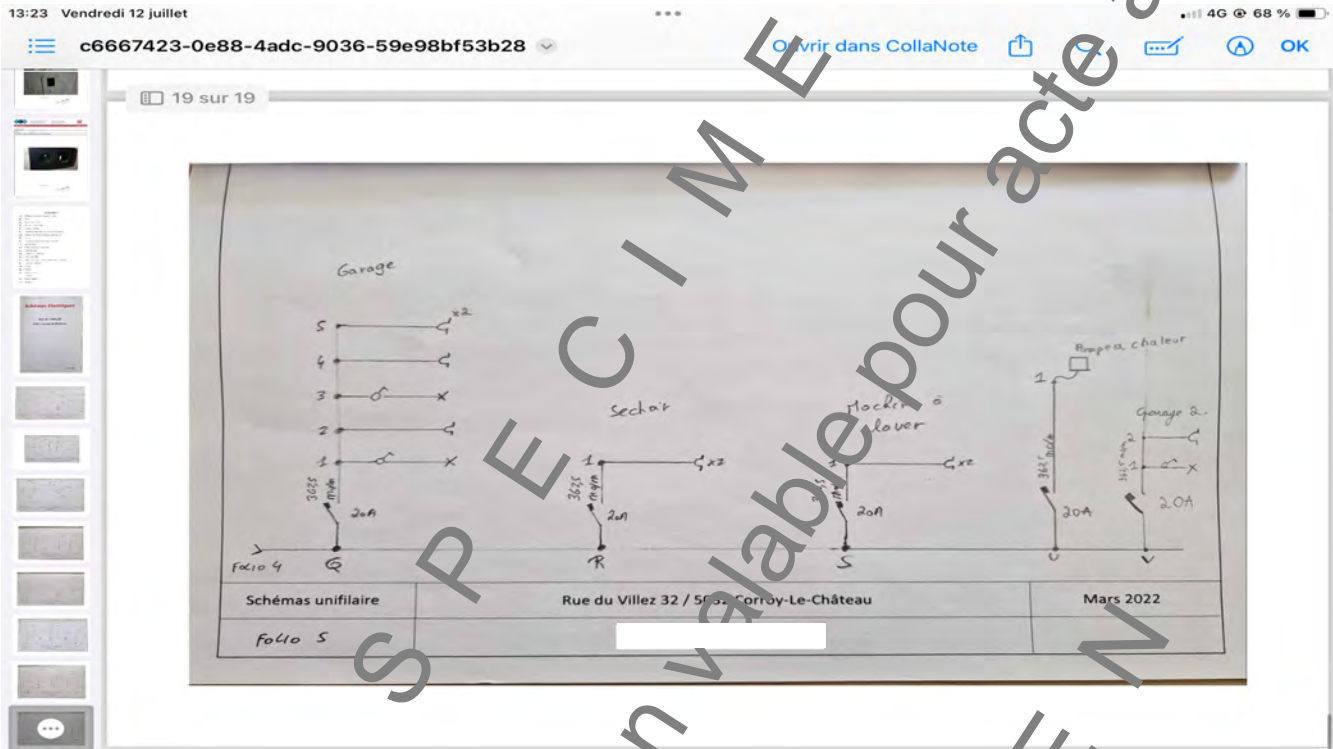 13:23 Vendredi 12 juillet
4G 68 %
c6667423-0e88-4adc-9036-59e98bf53b28
Ouvrir dans CollaNote
OK
19 sur 19
Garage
5 x2
4
3
2
1
20A
Sechoir
1 x2
20A
lover
x2
20A
Pompe a chaleur
1
20A
Garage 2.
2
1
20A
Folio 4 Q R S U V
Schémas unifilaire
Rue du Villez 32 / 5032 Corroy-Le-Château
Mars 2022
Folio 5
SPECIMEN
valable pour acte